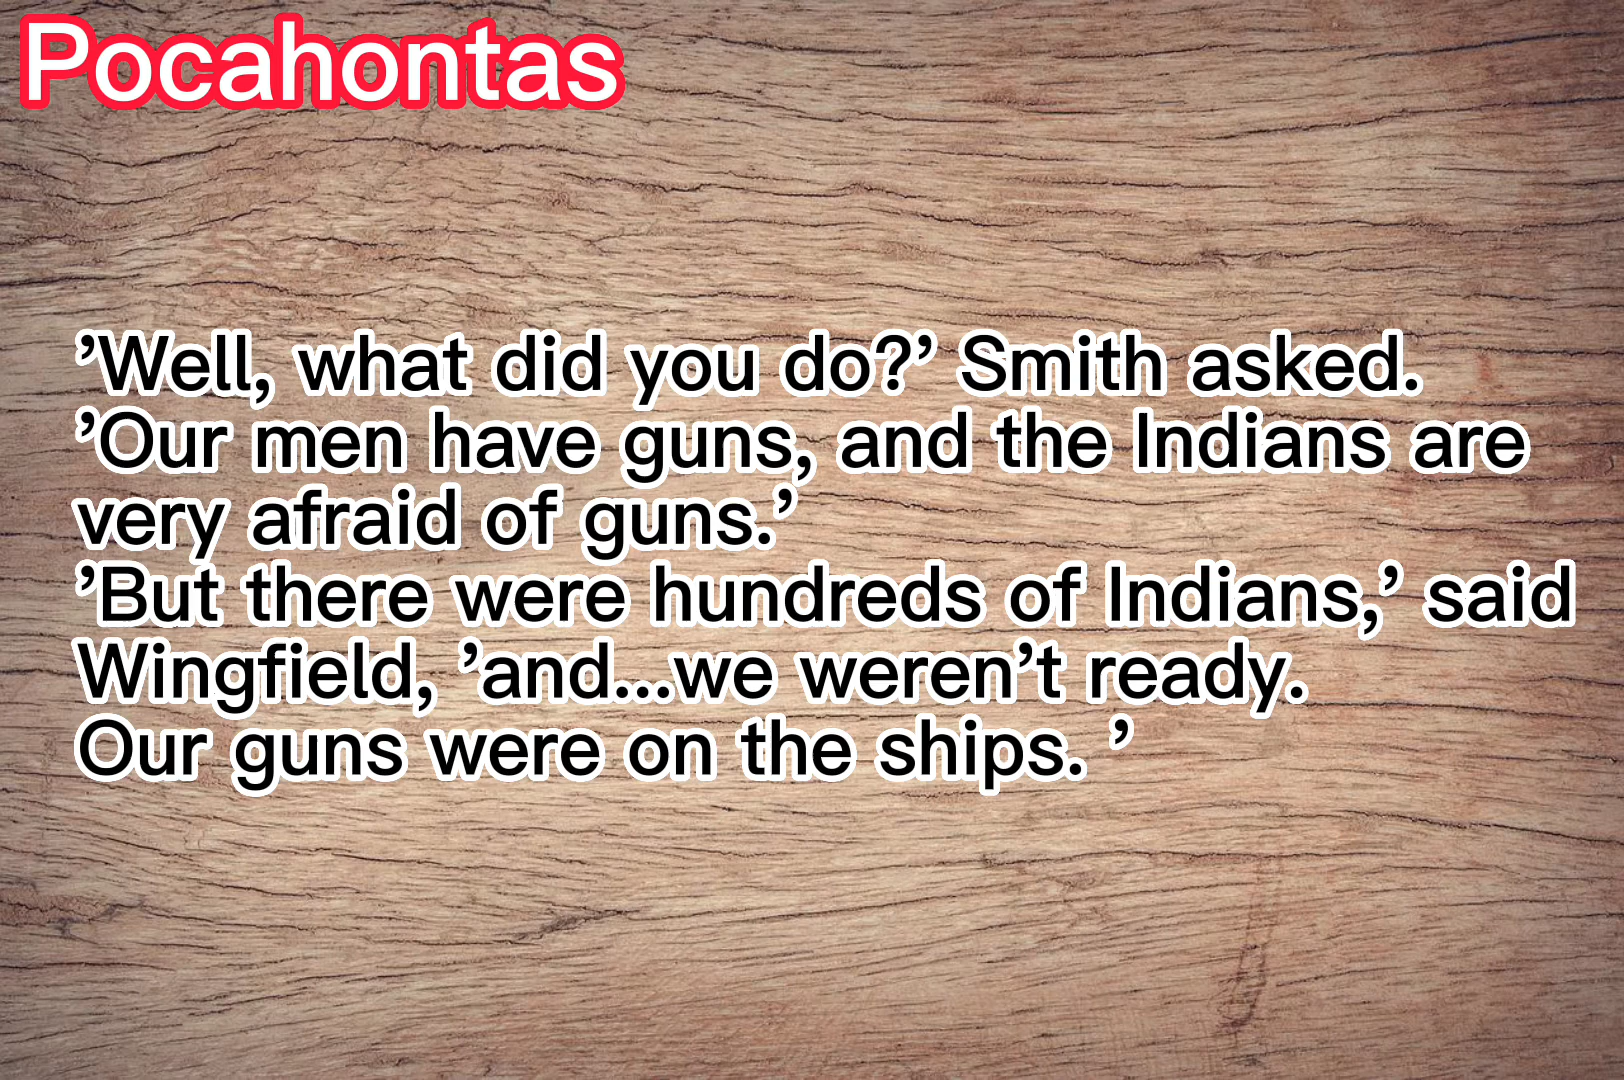 Pocahontas
’Well, what did you do?’ Smith asked.
’Our men have guns, and the Indians are
very afraid of guns.’
’But there were hundreds of Indians,’ said
Wingfield, ’and...we weren’t ready.
Our guns were on the ships. ’